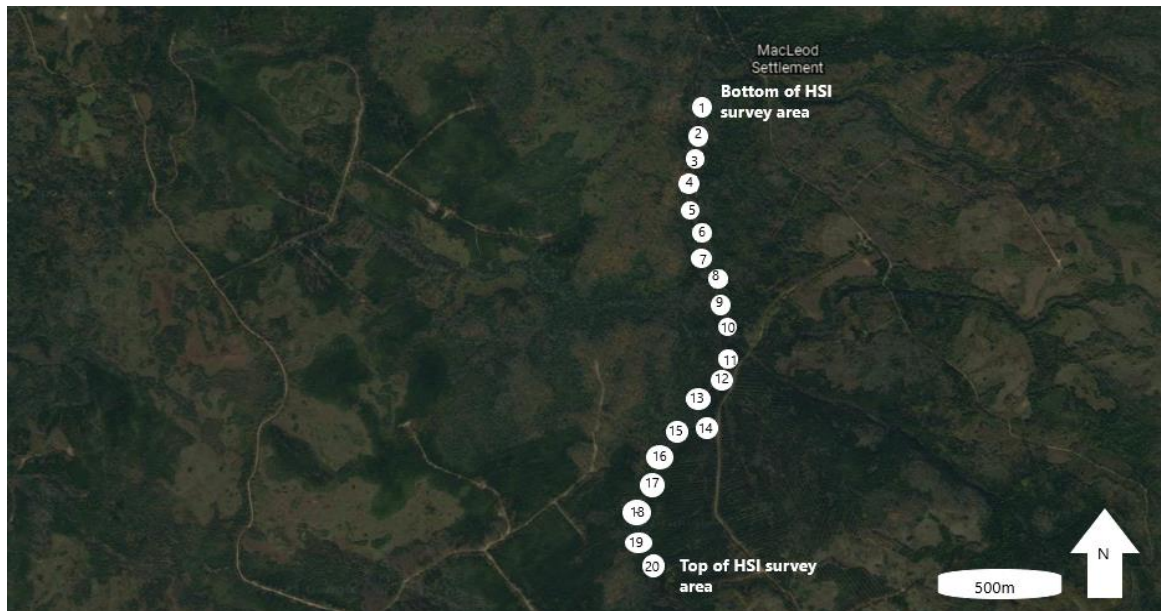 MacLeod
Settlement
Bottom of HSI
survey area
1
2
3
4
5
6
7
8
9
10
11
12
13
14
15
16
17
18
19
20
Top of HSI survey
area
N
500m